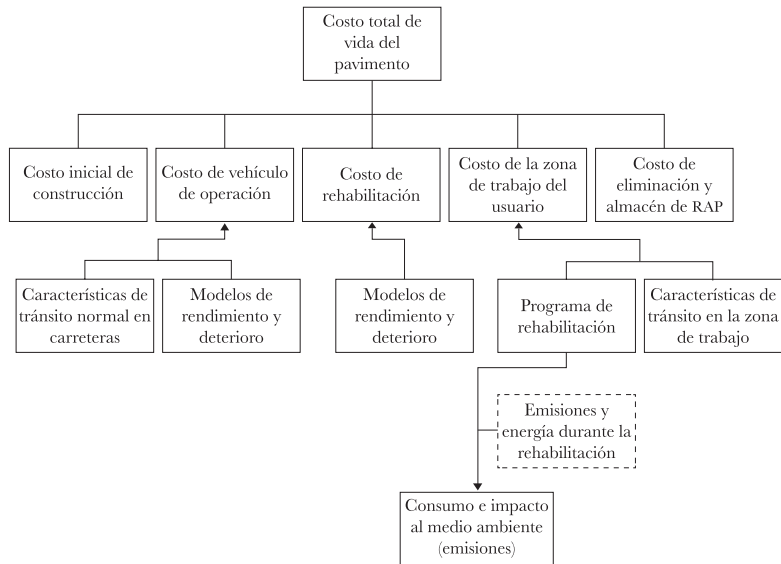 Costo total de
vida del
pavimento
Costo inicial de
construcción
Costo de vehículo
de operación
Costo de
rehabilitación
Costo de la zona
de trabajo del
usuario
Costo de
eliminación y
almacén de RAP
Características de
tránsito normal en
carreteras
Modelos de
rendimiento y
deterioro
Modelos de
rendimiento y
deterioro
Programa de
rehabilitación
Características de
tránsito en la zona
de trabajo
Emisiones y
energía durante la
rehabilitación
Consumo e impacto
al medio ambiente
(emisiones)